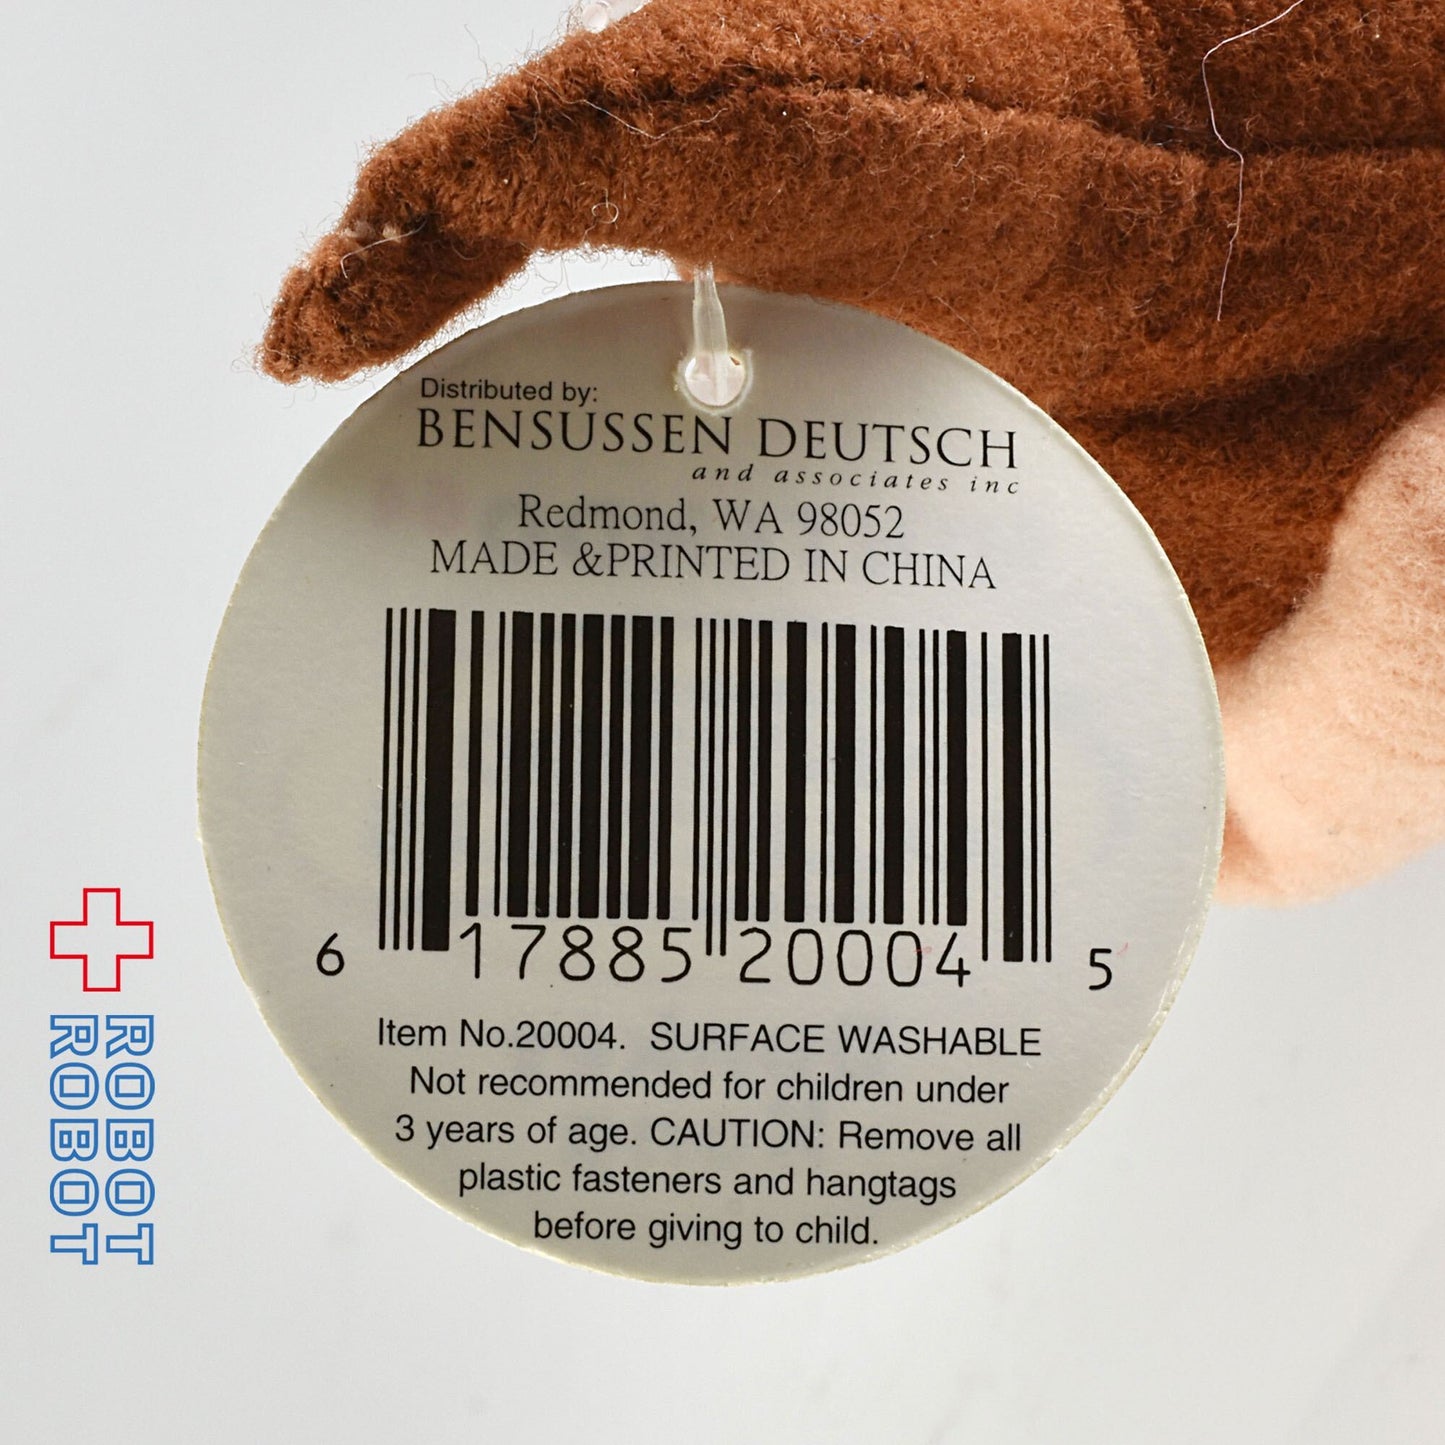 Distributed by:
BENSUSSEN DEUTSCH
and associates inc
Redmond, WA 98052
MADE &PRINTED IN CHINA
6 17885 20004 5
Item No.20004. SURFACE WASHABLE
Not recommended for children under
3 years of age. CAUTION: Remove all
plastic fasteners and hangtags
before giving to child.
ROBOT
ROBOT